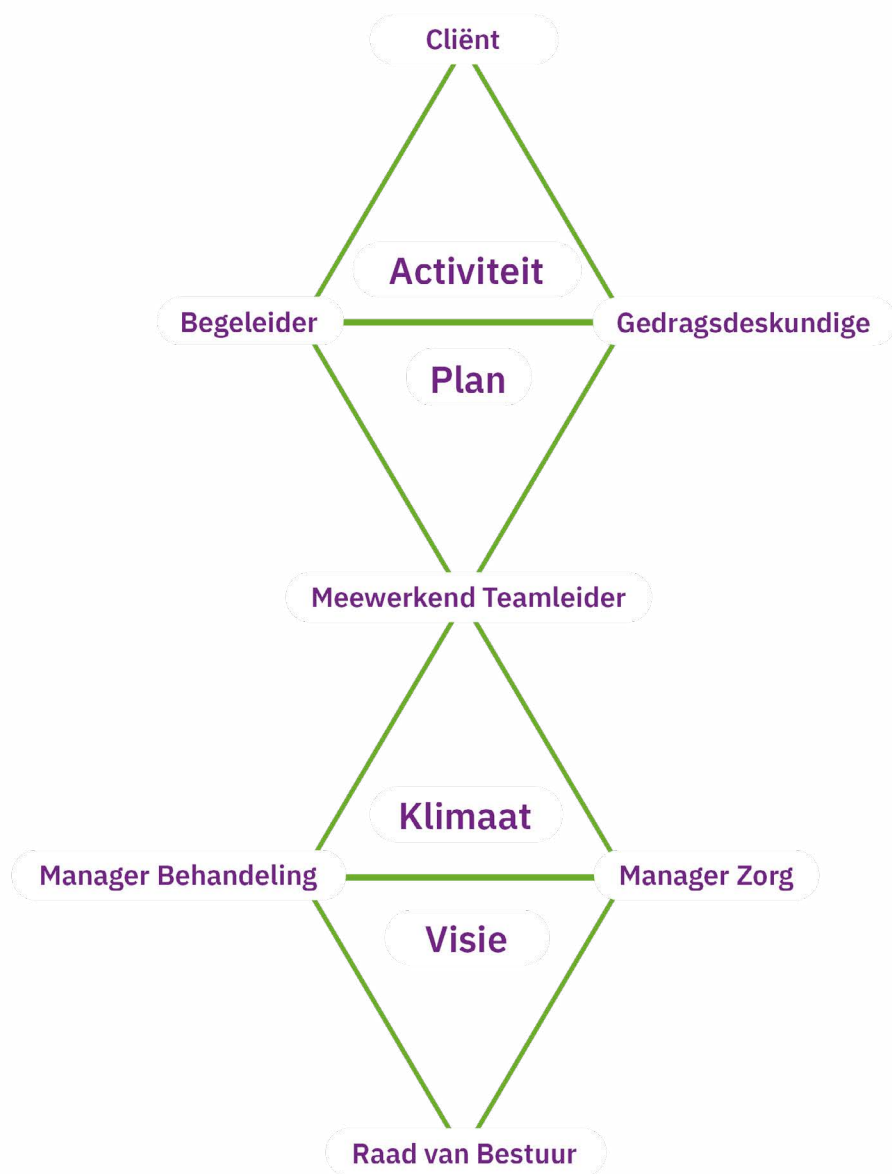 Cliënt
Activiteit
Begeleider
Gedragsdeskundige
Plan
Meewerkend Teamleider
Klimaat
Manager Behandeling
Manager Zorg
Visie
Raad van Bestuur